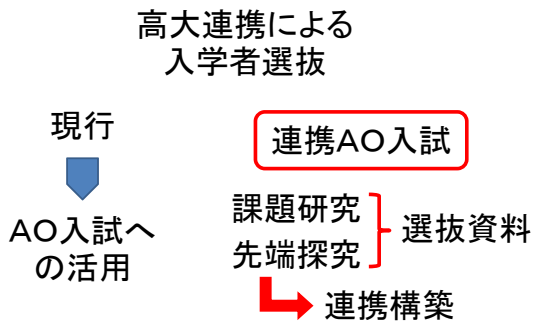 高大連携による
入学者選抜
現行
AO入試へ
の活用
連携AO入試
課題研究
先端探究
選抜資料
連携構築